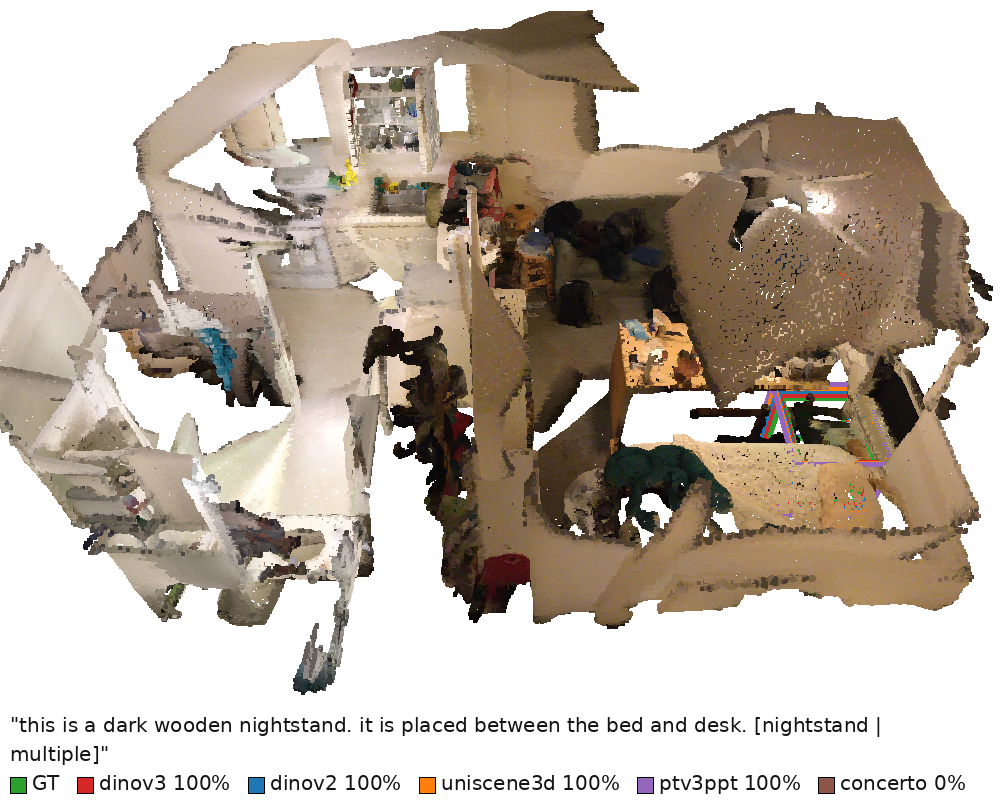 "this is a dark wooden nightstand. it is placed between the bed and desk. [nightstand |
multiple]"
GT dinov3 100% dinov2 100% uniscene3d 100% ptv3ppt 100% concerto 0%